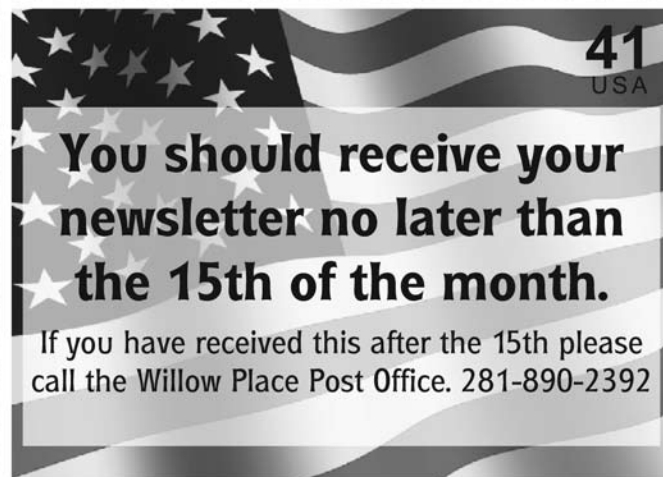 41
USA
You should receive your
newsletter no later than
the 15th of the month.
If you have received this after the 15th please
call the Willow Place Post Office. 281-890-2392